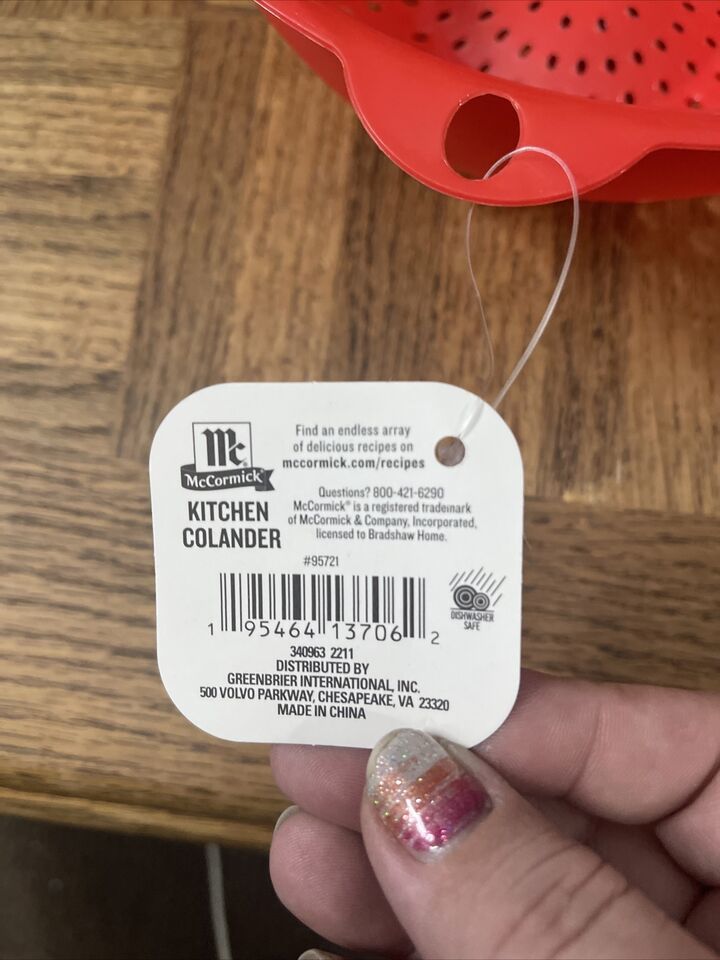 Mc
McCormick®
KITCHEN
COLANDER
Find an endless array
of delicious recipes on
mccormick.com/recipes
Questions? 800-421-6290
McCormick® is a registered trademark
of McCormick & Company, Incorporated,
licensed to Bradshaw Home.
#95721
1 95464 13706 2
DISHWASHER
SAFE
340963 2211
DISTRIBUTED BY
GREENBRIER INTERNATIONAL, INC.
500 VOLVO PARKWAY, CHESAPEAKE, VA 23320
MADE IN CHINA